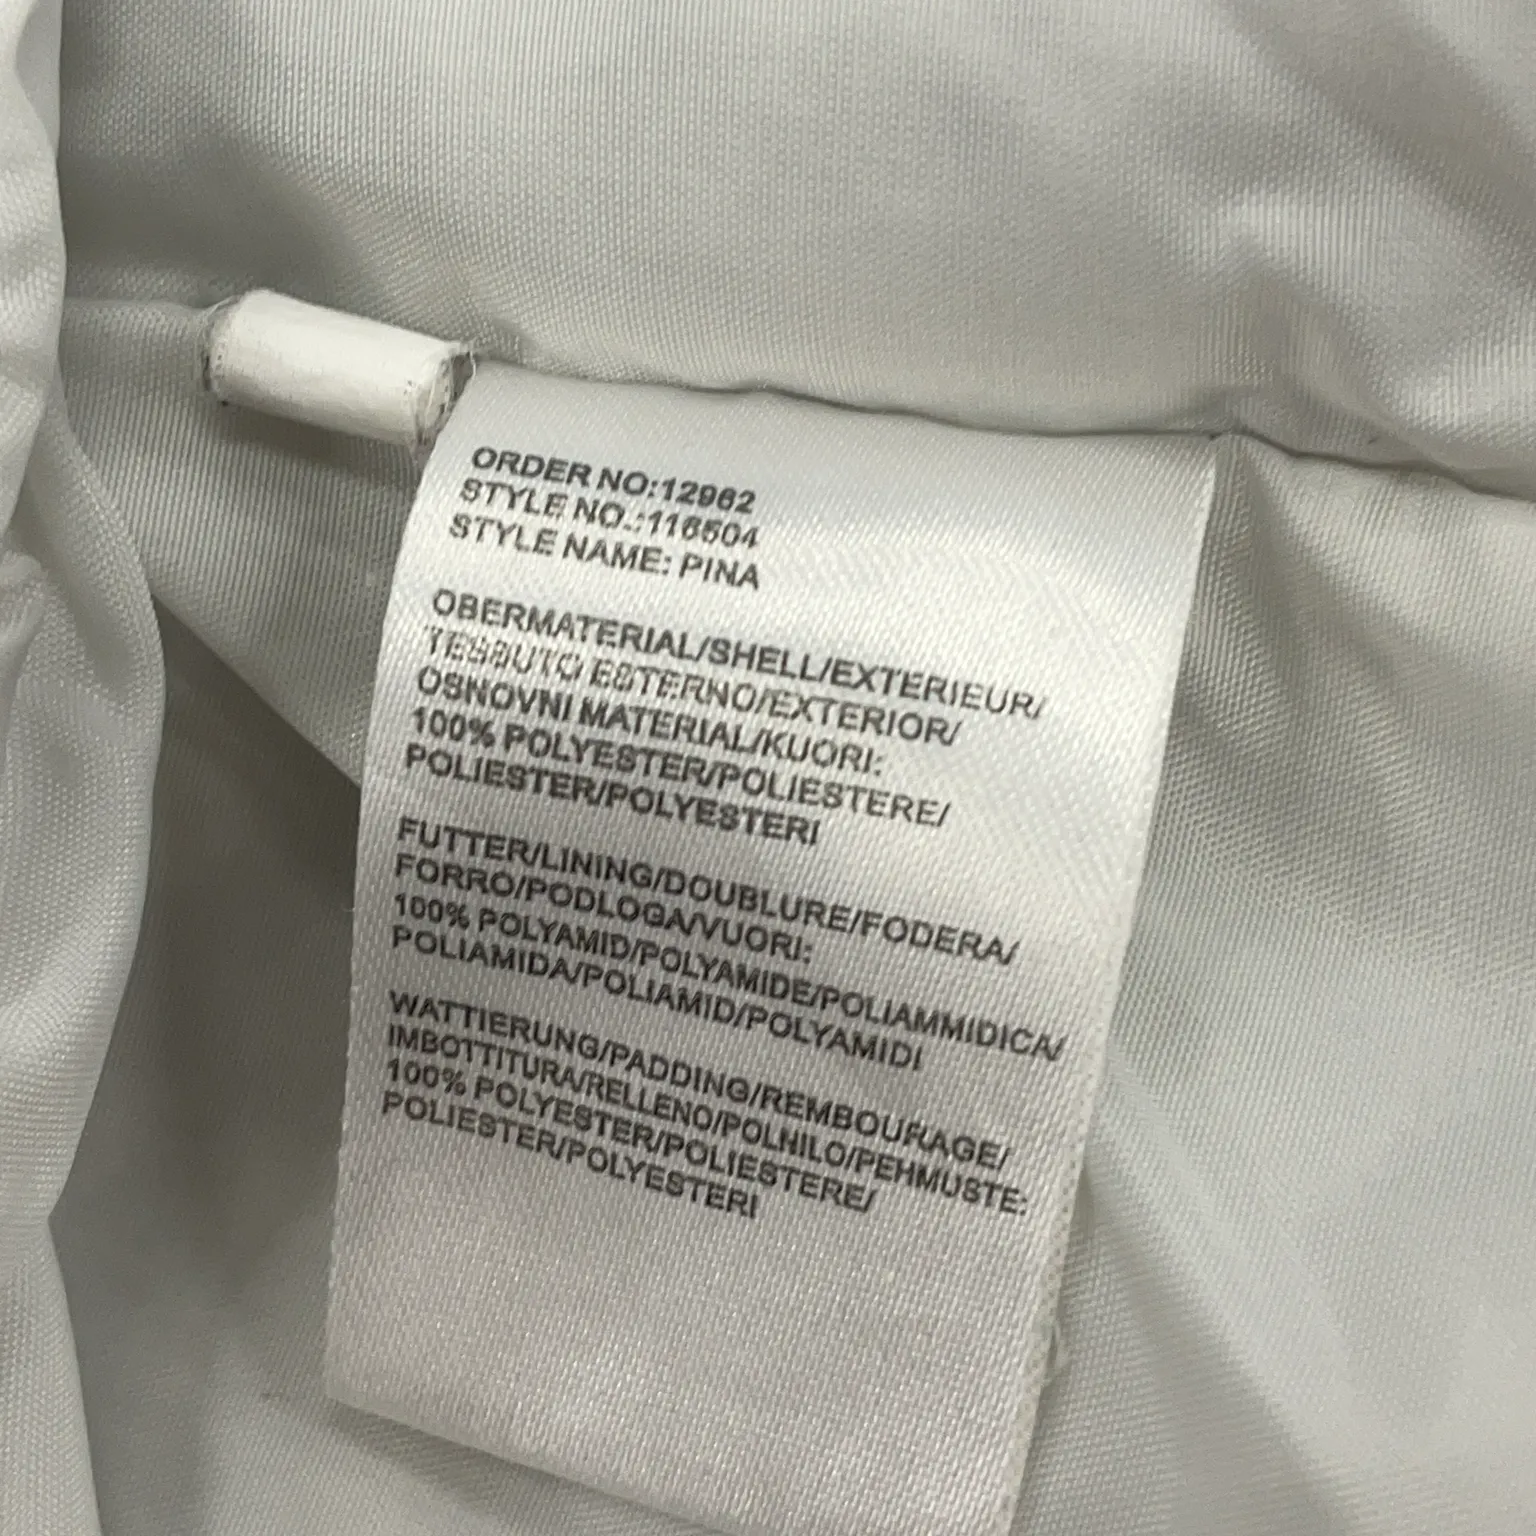 ORDER NO:12962
STYLE NO.:116504
STYLE NAME: PINA
OBERMATERIAL/SHELL/EXTERIEUR/
TESSUTO ESTERNO/EXTERIOR/
OSNOVNI MATERIAL/KUORI:
100% POLYESTER/POLIESTERE/
POLIESTER/POLYESTERI
FUTTER/LINING/DOUBLURE/FODERA/
FORRO/PODLOGA/VUORI:
100% POLYAMID/POLYAMIDE/POLIAMMIDICA/
POLIAMIDA/POLIAMID/POLYAMIDI
WATTIERUNG/PADDING/REMBOURAGE/
IMBOTTITURA/RELLENO/POLNILO/PEHMUSTE:
100% POLYESTER/POLIESTERE/
POLIESTER/POLYESTERI